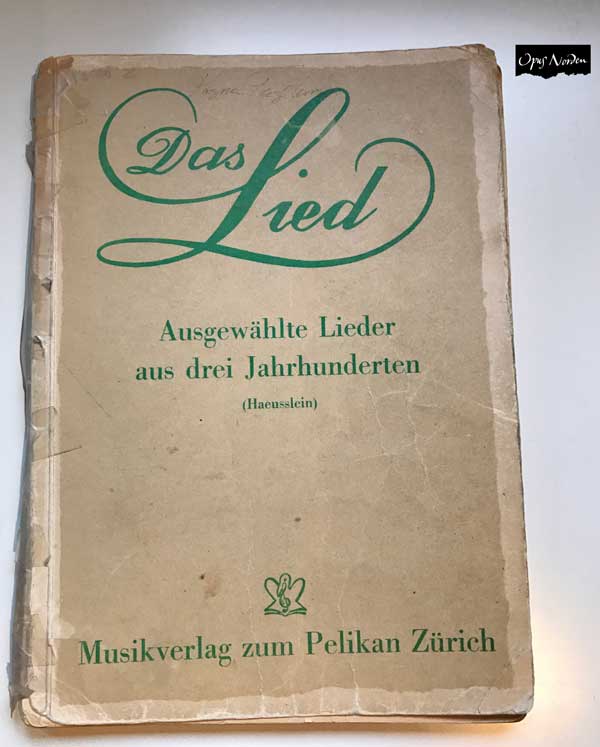 Opus Norden
Das Lied
Ausgewählte Lieder
aus drei Jahrhunderten
(Haeusslein)
Musikverlag zum Pelikan Zürich